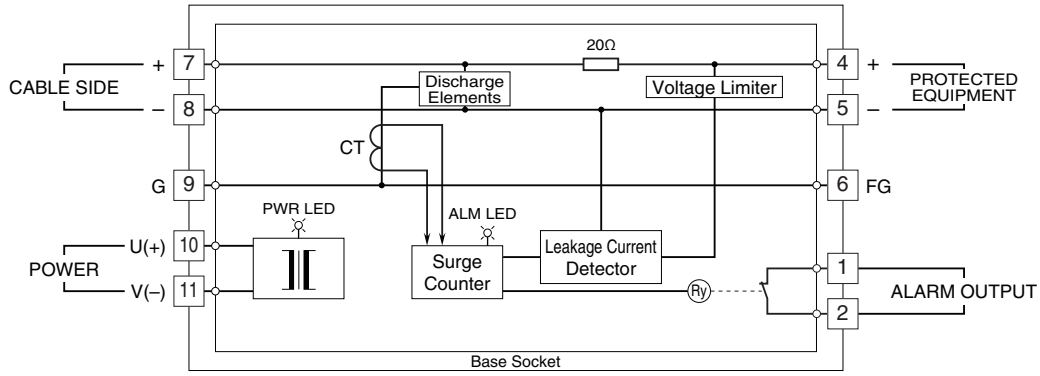 20Ω
+ 7
4 +
CABLE SIDE
Discharge
Elements
Voltage Limiter
PROTECTED
EQUIPMENT
– 8
5 –
CT
G 9
6 FG
PWR LED
ALM LED
U(+) 10
POWER
V(–) 11
Surge
Counter
Leakage Current
Detector
Ry
1
ALARM OUTPUT
2
Base Socket